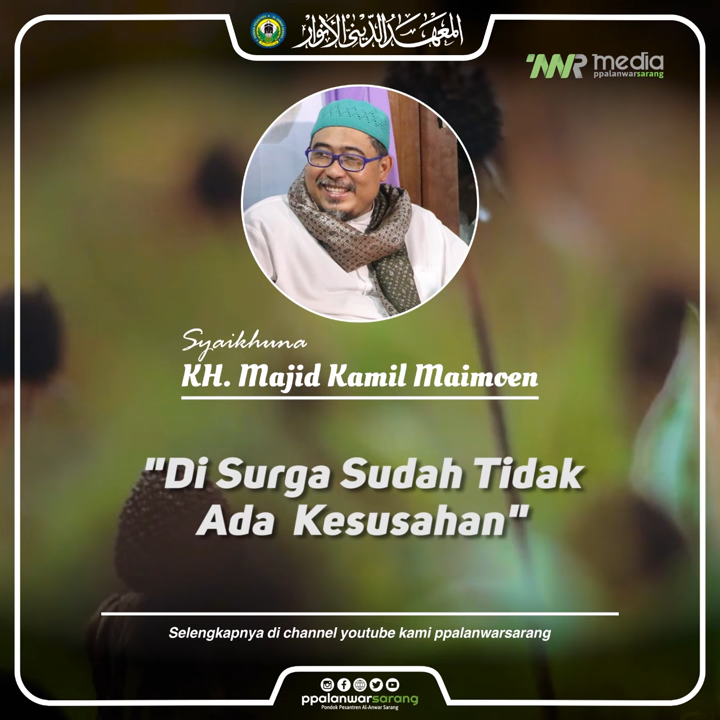 المعهد الديني الأنوار
NWR media
ppalanwarsarang
Syaikhuna
KH. Majid Kamil Maimoen
"Di Surga Sudah Tidak
Ada Kesusahan"
Selengkapnya di channel youtube kami ppalanwarsarang
ppalanwarsarang
Pondok Pesantren Al-Anwar Sarang